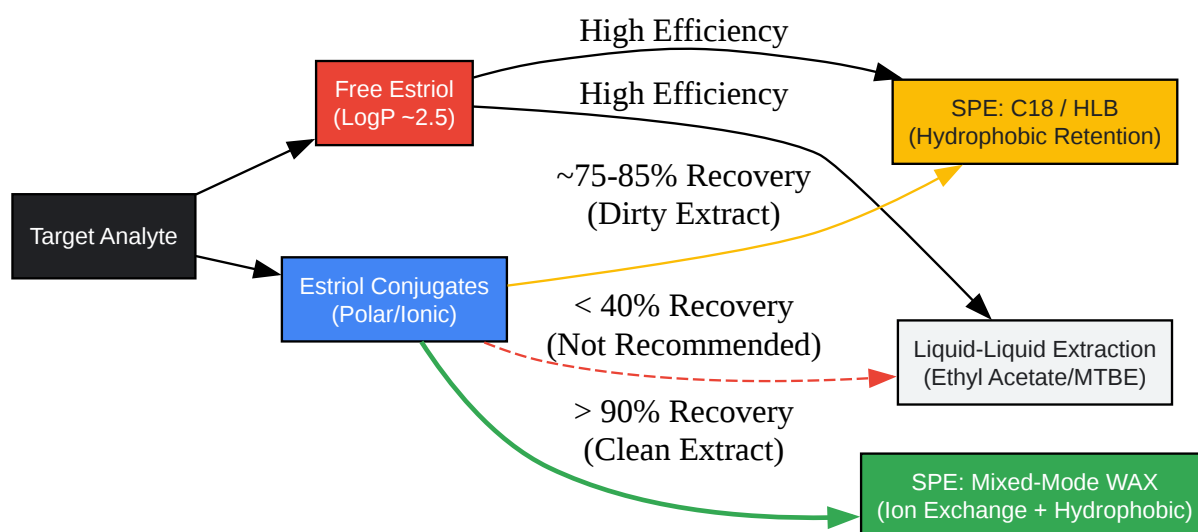 High Efficiency
Free Estriol
(LogP ~2.5)
High Efficiency
SPE: C18 / HLB
(Hydrophobic Retention)
~75-85% Recovery
(Dirty Extract)
Target Analyte
Estriol Conjugates
(Polar/Ionic)
< 40% Recovery
(Not Recommended)
Liquid-Liquid Extraction
(Ethyl Acetate/MTBE)
> 90% Recovery
(Clean Extract)
SPE: Mixed-Mode WAX
(Ion Exchange + Hydrophobic)